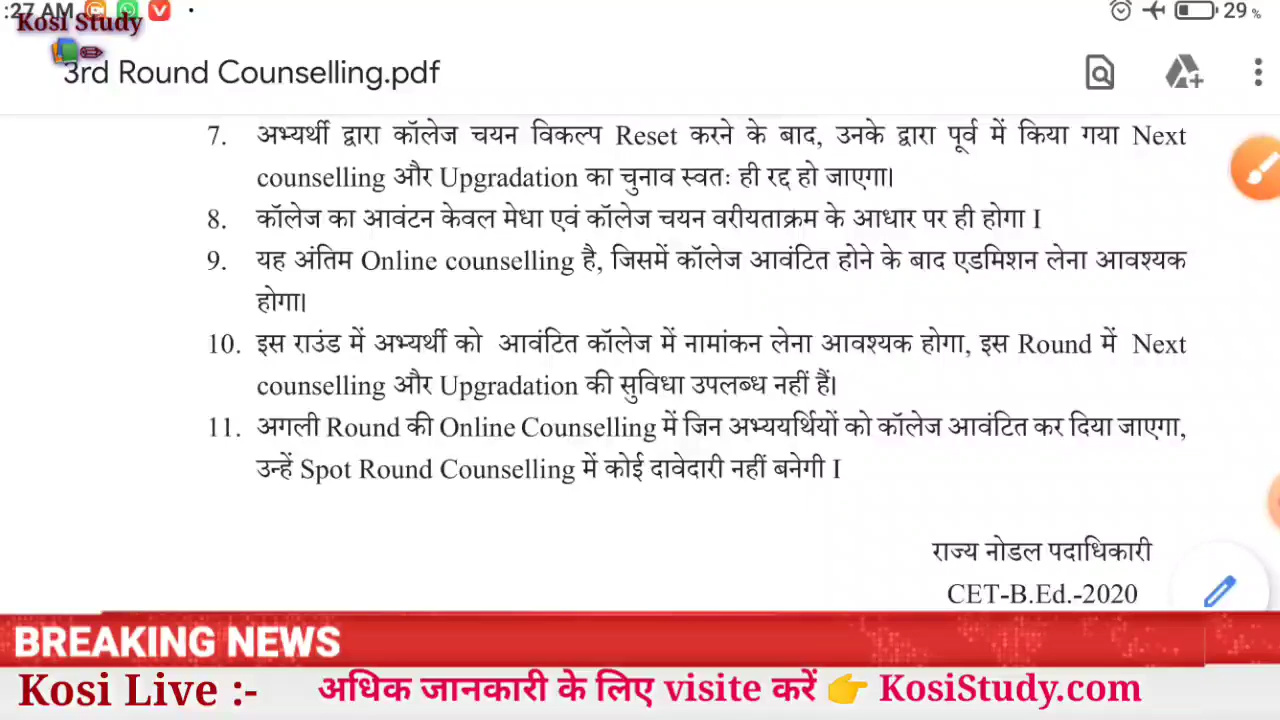 :27 AM
29%
Kosi Study
3rd Round Counselling.pdf
7. अभ्यर्थी द्वारा कॉलेज चयन विकल्प Reset करने के बाद, उनके द्वारा पूर्व में किया गया Next
counselling और Upgradation का चुनाव स्वतः ही रद्द हो जाएगा।
8. कॉलेज का आवंटन केवल मेधा एवं कॉलेज चयन वरीयताक्रम के आधार पर ही होगा I
9. यह अंतिम Online counselling है, जिसमें कॉलेज आवंटित होने के बाद एडमिशन लेना आवश्यक
होगा।
10. इस राउंड में अभ्यर्थी को आवंटित कॉलेज में नामांकन लेना आवश्यक होगा, इस Round में Next
counselling और Upgradation की सुविधा उपलब्ध नहीं हैं।
11. अगली Round की Online Counselling में जिन अभ्ययर्थियों को कॉलेज आवंटित कर दिया जाएगा,
उन्हें Spot Round Counselling में कोई दावेदारी नहीं बनेगी I
राज्य नोडल पदाधिकारी
CET-B.Ed.-2020
BREAKING NEWS
Kosi Live :- अधिक जानकारी के लिए visite करें 👉 KosiStudy.com